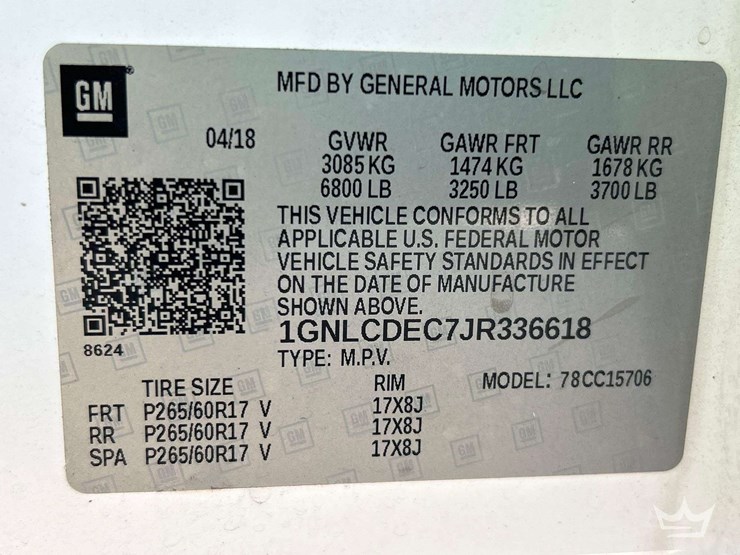 GM
MFD BY GENERAL MOTORS LLC
04/18 GVWR GAWR FRT GAWR RR
3085 KG 1474 KG 1678 KG
6800 LB 3250 LB 3700 LB
THIS VEHICLE CONFORMS TO ALL
APPLICABLE U.S. FEDERAL MOTOR
VEHICLE SAFETY STANDARDS IN EFFECT
ON THE DATE OF MANUFACTURE
SHOWN ABOVE.
1GNLCDEC7JR336618
8624
TYPE: M.P.V.
TIRE SIZE RIM MODEL: 78CC15706
FRT P265/60R17 V 17X8J
RR P265/60R17 V 17X8J
SPA P265/60R17 V 17X8J